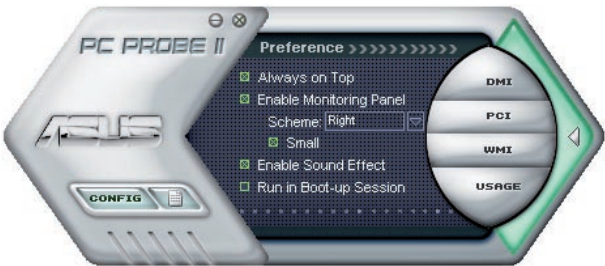 PC PROBE II
Preference >>>>>>>>>>>
Always on Top
Enable Monitoring Panel
Scheme: Right
Small
Enable Sound Effect
Run in Boot-up Session
ASUS
CONFIG
DMI
PCI
WMI
USAGE